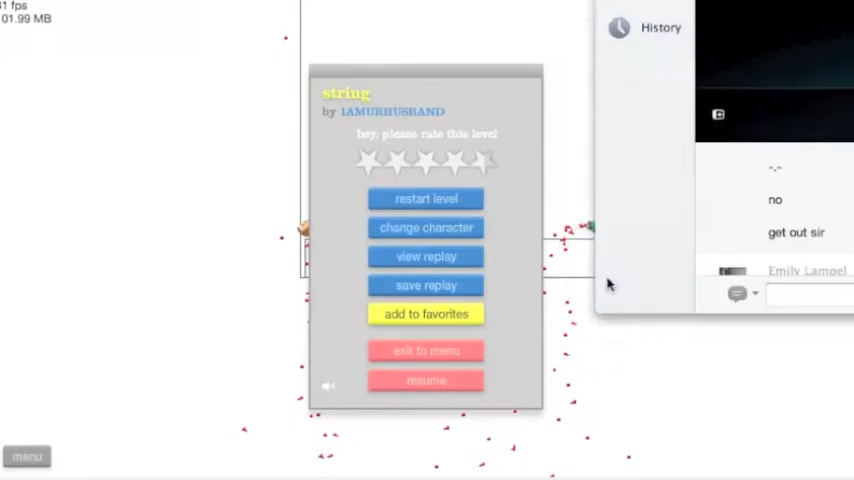 31 fps
01.99 MB
string
by IAMURHUSBAND
hey, please rate this level
restart level
change character
view replay
save replay
add to favorites
exit to menu
resume
menu
History
-.-
no
get out sir
Emily Lampel